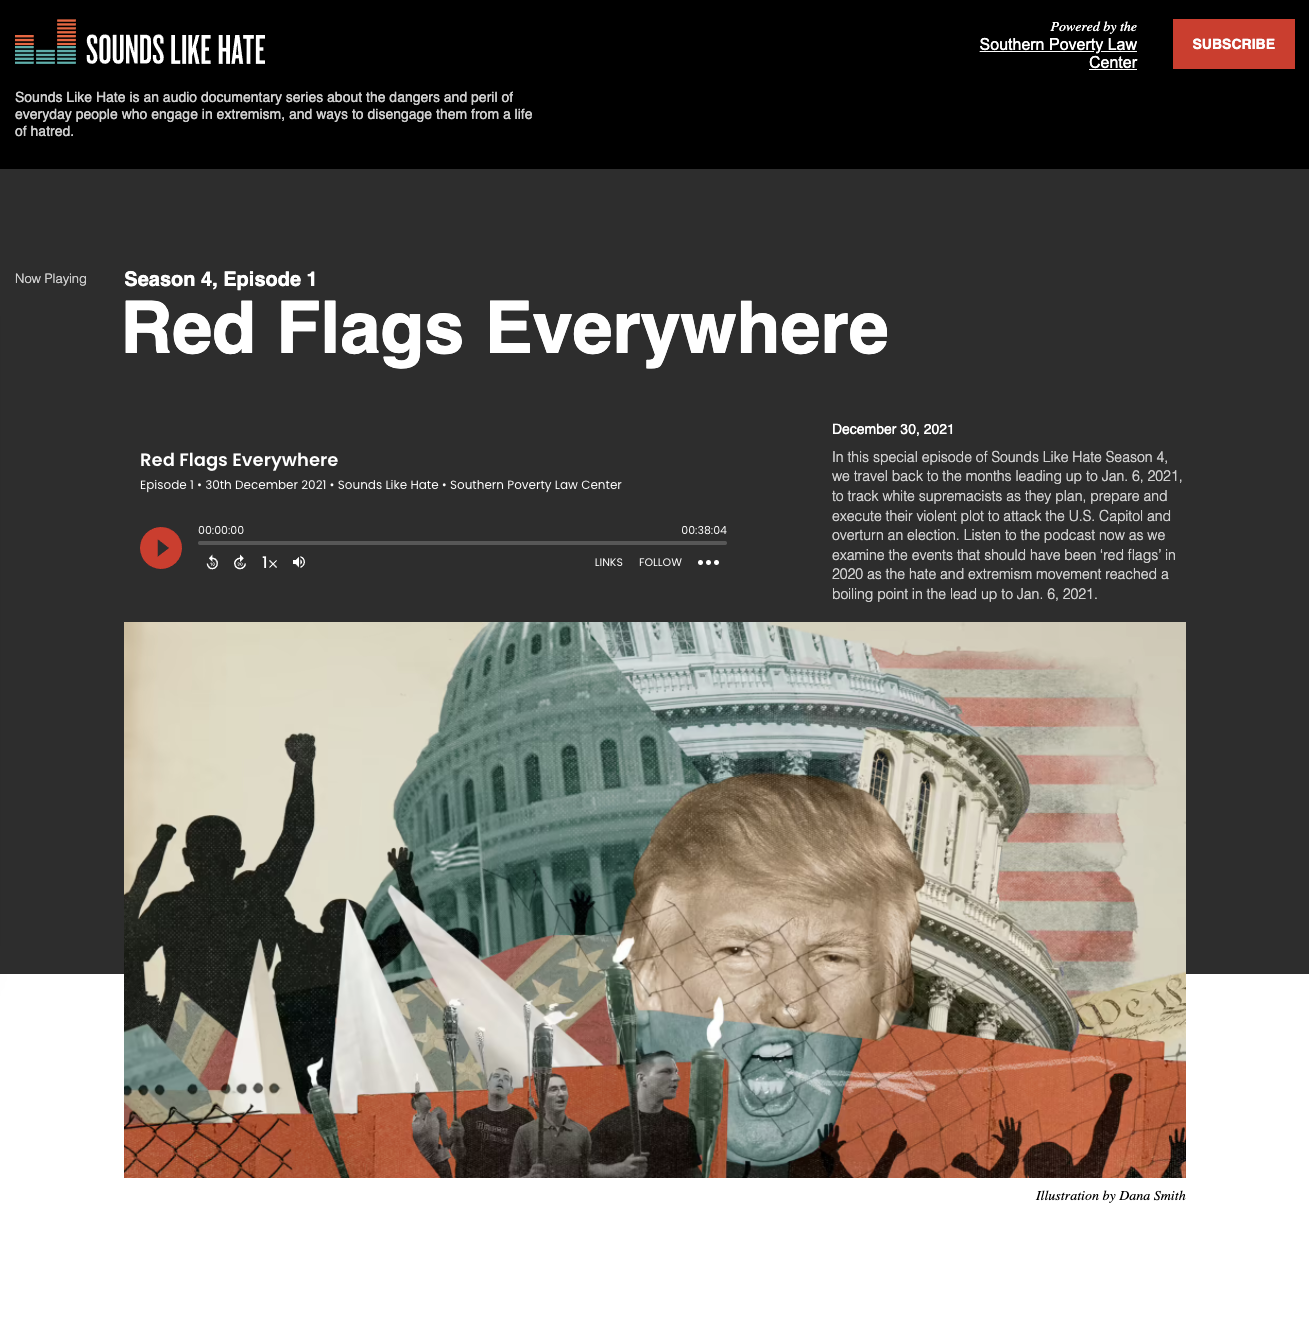 SOUNDS LIKE HATE
Powered by the
Southern Poverty Law
Center
SUBSCRIBE
Sounds Like Hate is an audio documentary series about the dangers and peril of
everyday people who engage in extremism, and ways to disengage them from a life
of hatred.
Now Playing
Season 4, Episode 1
Red Flags Everywhere
Red Flags Everywhere
Episode 1 • 30th December 2021 • Sounds Like Hate • Southern Poverty Law Center
00:00:00
00:38:04
1×
LINKS
FOLLOW
December 30, 2021
In this special episode of Sounds Like Hate Season 4,
we travel back to the months leading up to Jan. 6, 2021,
to track white supremacists as they plan, prepare and
execute their violent plot to attack the U.S. Capitol and
overturn an election. Listen to the podcast now as we
examine the events that should have been ‘red flags’ in
2020 as the hate and extremism movement reached a
boiling point in the lead up to Jan. 6, 2021.
We
Illustration by Dana Smith